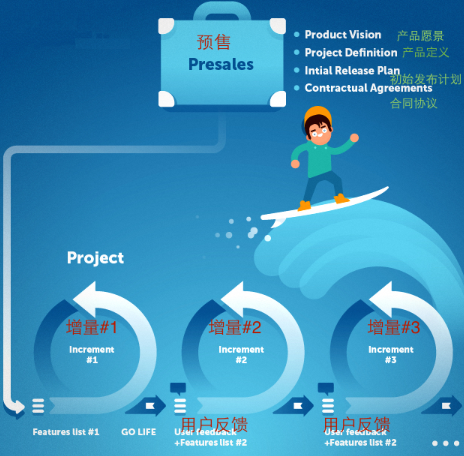 预售
Presales
Product Vision 产品愿景
Project Definition 产品定义
Intial Release Plan
初始发布计划
Contractual Agreements
合同协议
Project
增量#1
Increment
#1
增量#2
Increment
#2
增量#3
Increment
#3
Features list #1
GO LIFE
用户反馈
User feedback
+Features list #2
用户反馈
User feedback
+Features list #2